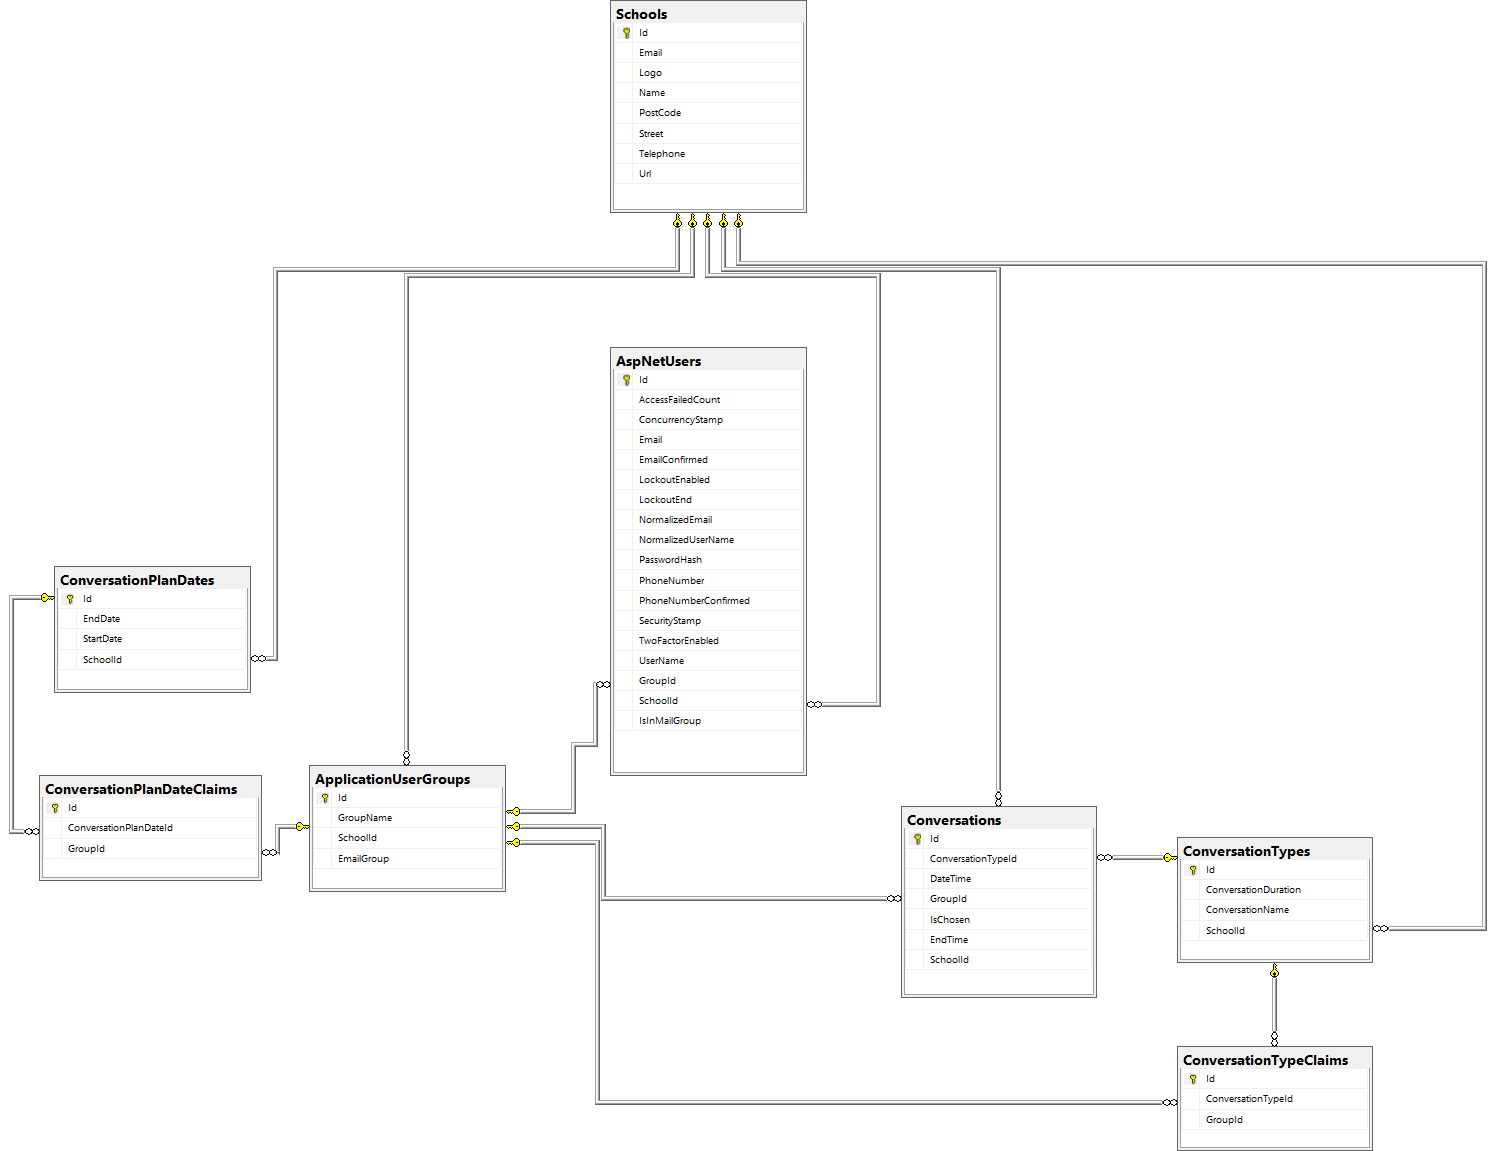 Schools
Id
Email
Logo
Name
PostCode
Street
Telephone
Url
AspNetUsers
Id
AccessFailedCount
ConcurrencyStamp
Email
EmailConfirmed
LockoutEnabled
LockoutEnd
NormalizedEmail
NormalizedUserName
PasswordHash
PhoneNumber
PhoneNumberConfirmed
SecurityStamp
TwoFactorEnabled
UserName
GroupId
SchoolId
IsInMailGroup
ConversationPlanDates
Id
EndDate
StartDate
SchoolId
ConversationPlanDateClaims
Id
ConversationPlanDateId
GroupId
ApplicationUserGroups
Id
GroupName
SchoolId
EmailGroup
Conversations
Id
ConversationTypeId
DateTime
GroupId
IsChosen
EndTime
SchoolId
ConversationTypes
Id
ConversationDuration
ConversationName
SchoolId
ConversationTypeClaims
Id
ConversationTypeId
GroupId